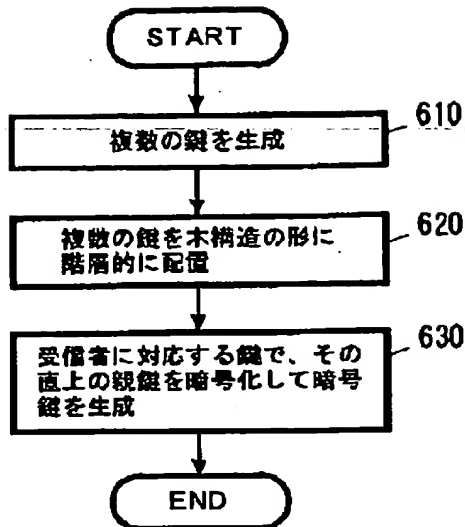 START
610
複数の鍵を生成
620
複数の鍵を木構造の形に
階層的に配置
630
受信者に対応する鍵で、その
直上の親鍵を暗号化して暗号
鍵を生成
END